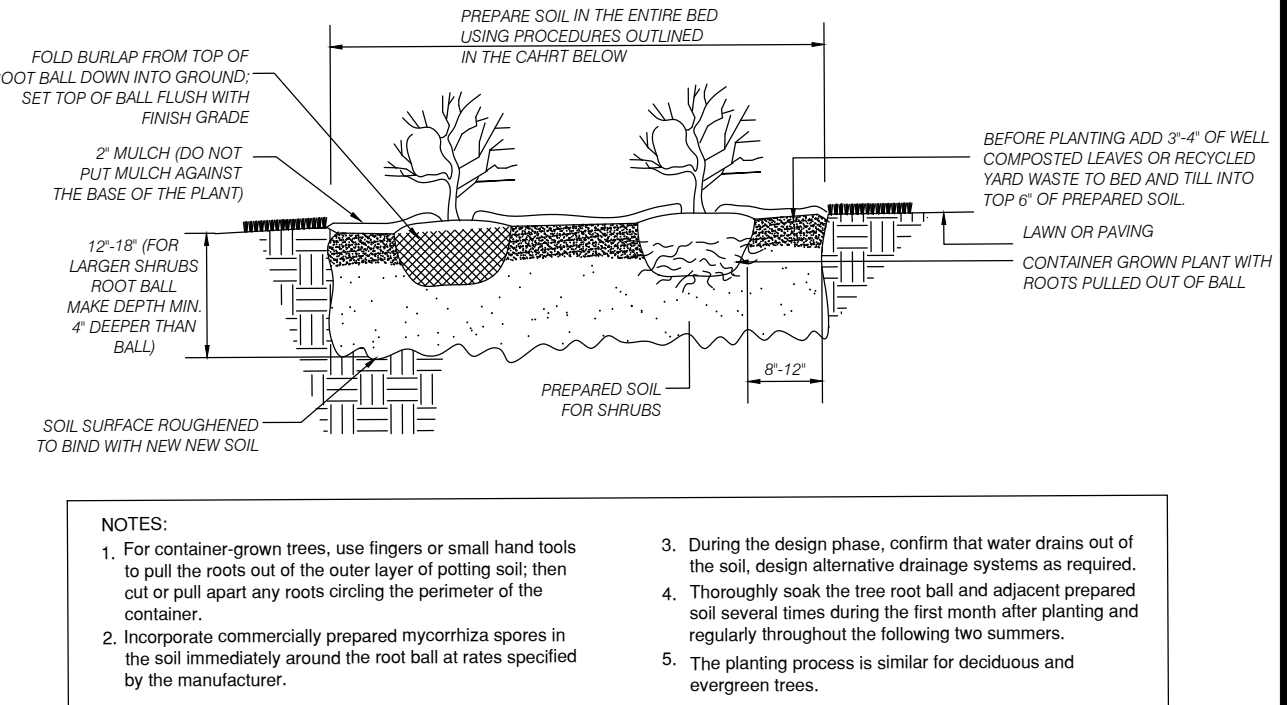 PREPARE SOIL IN THE ENTIRE BED
USING PROCEDURES OUTLINED
IN THE CAHRT BELOW
FOLD BURLAP FROM TOP OF
ROOT BALL DOWN INTO GROUND;
SET TOP OF BALL FLUSH WITH
FINISH GRADE
2" MULCH (DO NOT
PUT MULCH AGAINST
THE BASE OF THE PLANT)
12"-18" (FOR
LARGER SHRUBS
ROOT BALL
MAKE DEPTH MIN.
4" DEEPER THAN
BALL)
SOIL SURFACE ROUGHENED
TO BIND WITH NEW NEW SOIL
BEFORE PLANTING ADD 3"-4" OF WELL
COMPOSTED LEAVES OR RECYCLED
YARD WASTE TO BED AND TILL INTO
TOP 6" OF PREPARED SOIL.
LAWN OR PAVING
CONTAINER GROWN PLANT WITH
ROOTS PULLED OUT OF BALL
8"-12"
PREPARED SOIL
FOR SHRUBS
NOTES:
1. For container-grown trees, use fingers or small hand tools
to pull the roots out of the outer layer of potting soil; then
cut or pull apart any roots circling the perimeter of the
container.
2. Incorporate commercially prepared mycorrhiza spores in
the soil immediately around the root ball at rates specified
by the manufacturer.
3. During the design phase, confirm that water drains out of
the soil, design alternative drainage systems as required.
4. Thoroughly soak the tree root ball and adjacent prepared
soil several times during the first month after planting and
regularly throughout the following two summers.
5. The planting process is similar for deciduous and
evergreen trees.